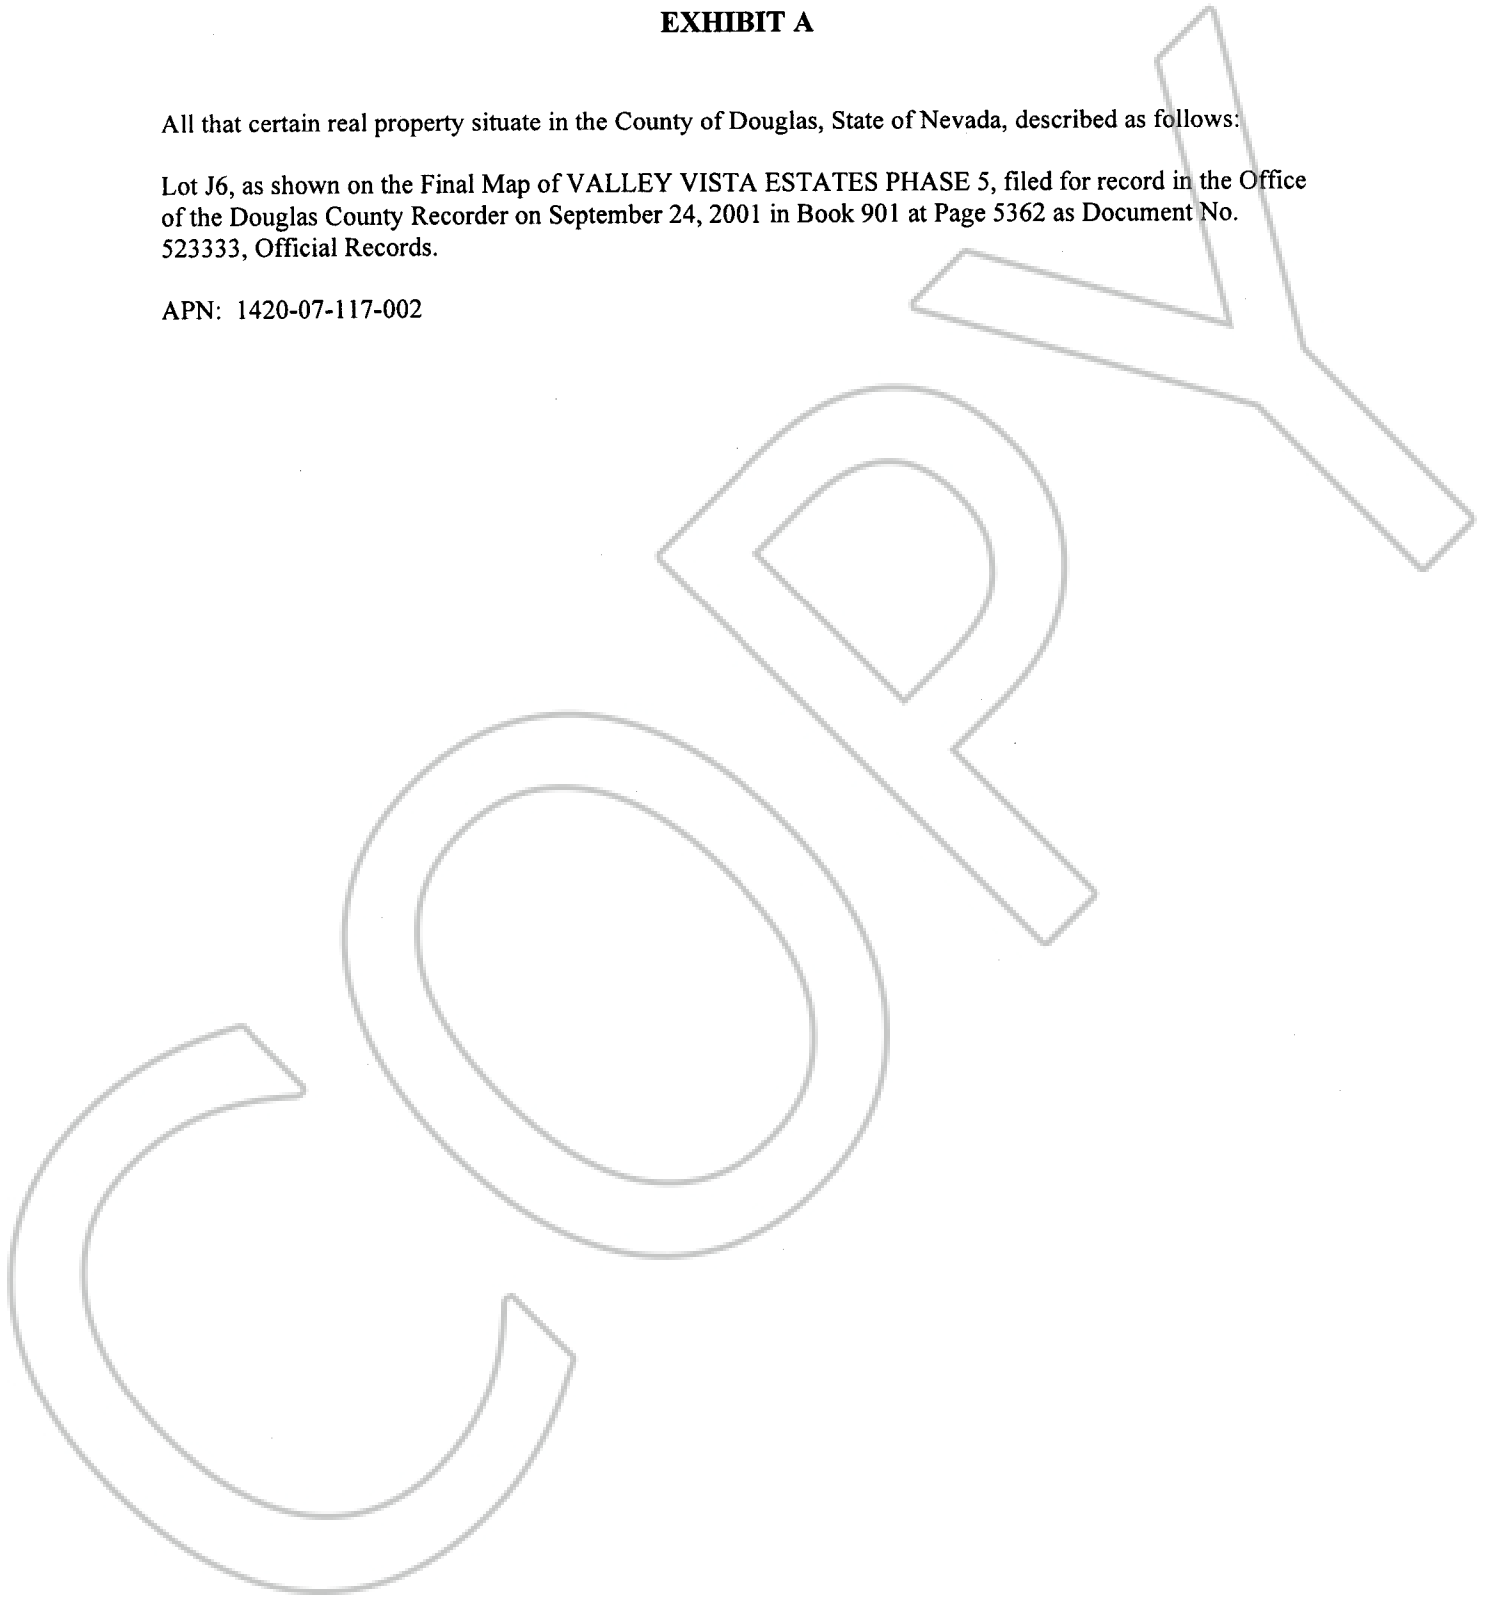 EXHIBIT A
All that certain real property situate in the County of Douglas, State of Nevada, described as follows:
Lot J6, as shown on the Final Map of VALLEY VISTA ESTATES PHASE 5, filed for record in the Office
of the Douglas County Recorder on September 24, 2001 in Book 901 at Page 5362 as Document No.
523333, Official Records.
APN: 1420-07-117-002
COPY